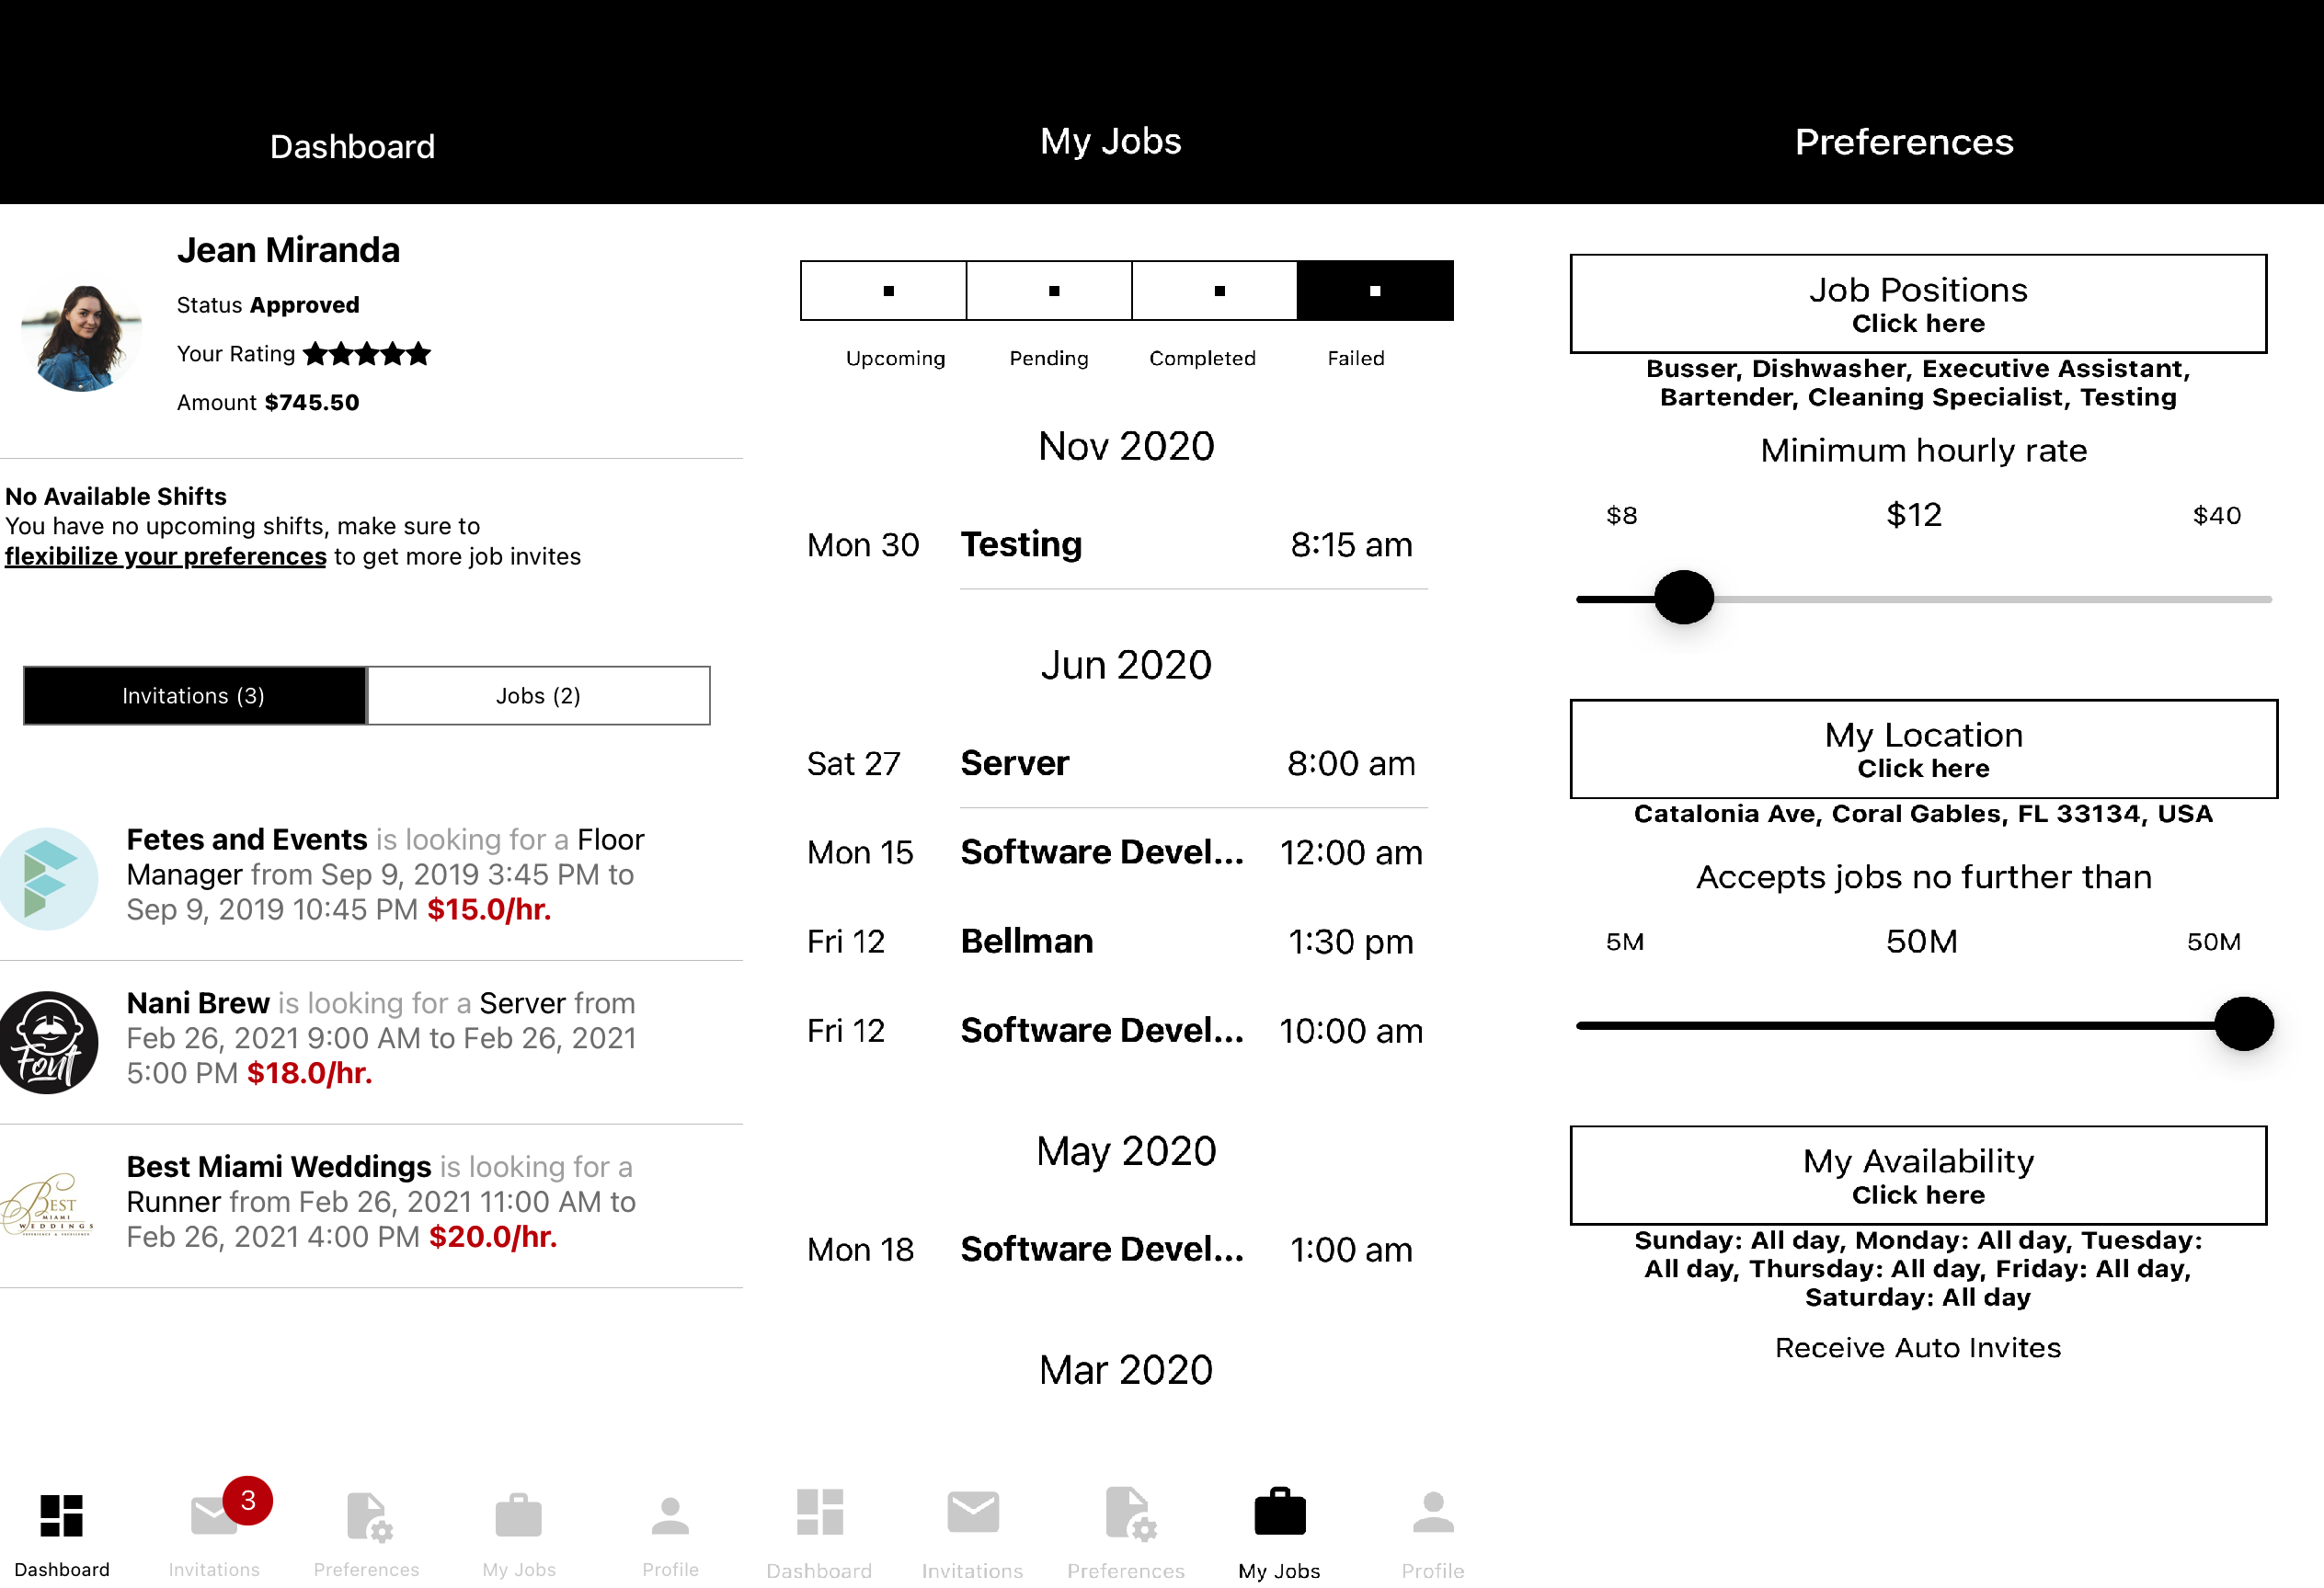 Dashboard
Jean Miranda
Status Approved
Your Rating ★★★★★
Amount $745.50
No Available Shifts
You have no upcoming shifts, make sure to
flexibilize your preferences to get more job invites
Invitations (3)
Jobs (2)
Fetes and Events is looking for a Floor
Manager from Sep 9, 2019 3:45 PM to
Sep 9, 2019 10:45 PM $15.0/hr.
Font
Nani Brew is looking for a Server from
Feb 26, 2021 9:00 AM to Feb 26, 2021
5:00 PM $18.0/hr.
BEST
MIAMI
WEDDINGS
Best Miami Weddings is looking for a
Runner from Feb 26, 2021 11:00 AM to
Feb 26, 2021 4:00 PM $20.0/hr.
3
Dashboard
Invitations
Preferences
My Jobs
Profile
My Jobs
Upcoming
Pending
Completed
Failed
Nov 2020
Mon 30 Testing 8:15 am
Jun 2020
Sat 27 Server 8:00 am
Mon 15 Software Devel... 12:00 am
Fri 12 Bellman 1:30 pm
Fri 12 Software Devel... 10:00 am
May 2020
Mon 18 Software Devel... 1:00 am
Mar 2020
Dashboard
Invitations
Preferences
My Jobs
Profile
Preferences
Job Positions
Click here
Busser, Dishwasher, Executive Assistant,
Bartender, Cleaning Specialist, Testing
Minimum hourly rate
$8 $12 $40
My Location
Click here
Catalonia Ave, Coral Gables, FL 33134, USA
Accepts jobs no further than
5M 50M 50M
My Availability
Click here
Sunday: All day, Monday: All day, Tuesday:
All day, Thursday: All day, Friday: All day,
Saturday: All day
Receive Auto Invites